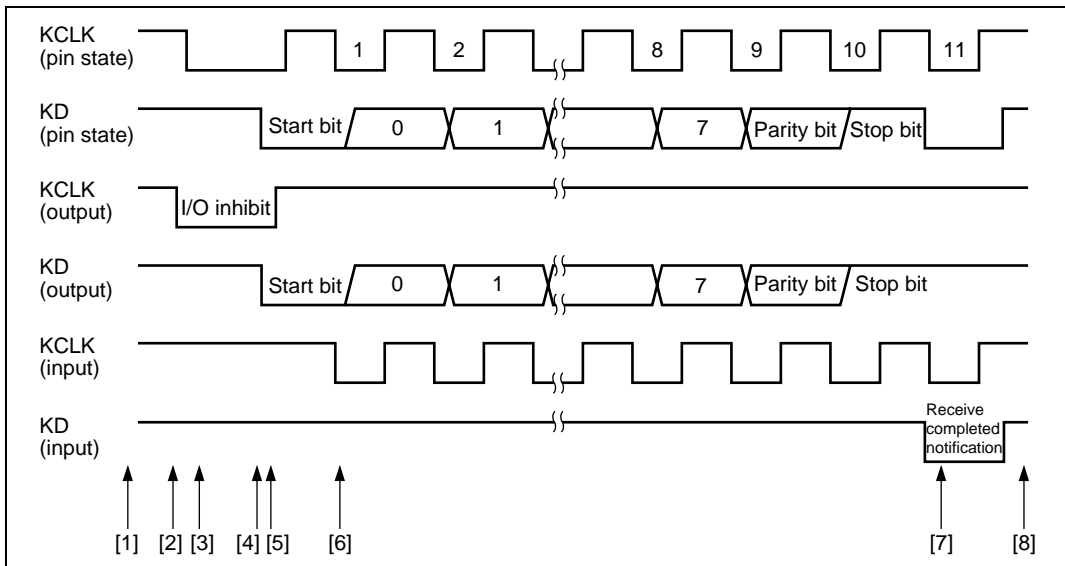 KCLK
(pin state)
1 2 8 9 10 11
KD
(pin state)
Start bit 0 1 7 Parity bit Stop bit
KCLK
(output)
I/O inhibit
KD
(output)
Start bit 0 1 7 Parity bit Stop bit
KCLK
(input)
KD
(input)
Receive
completed
notification
[1] [2] [3] [4] [5] [6] [7] [8]